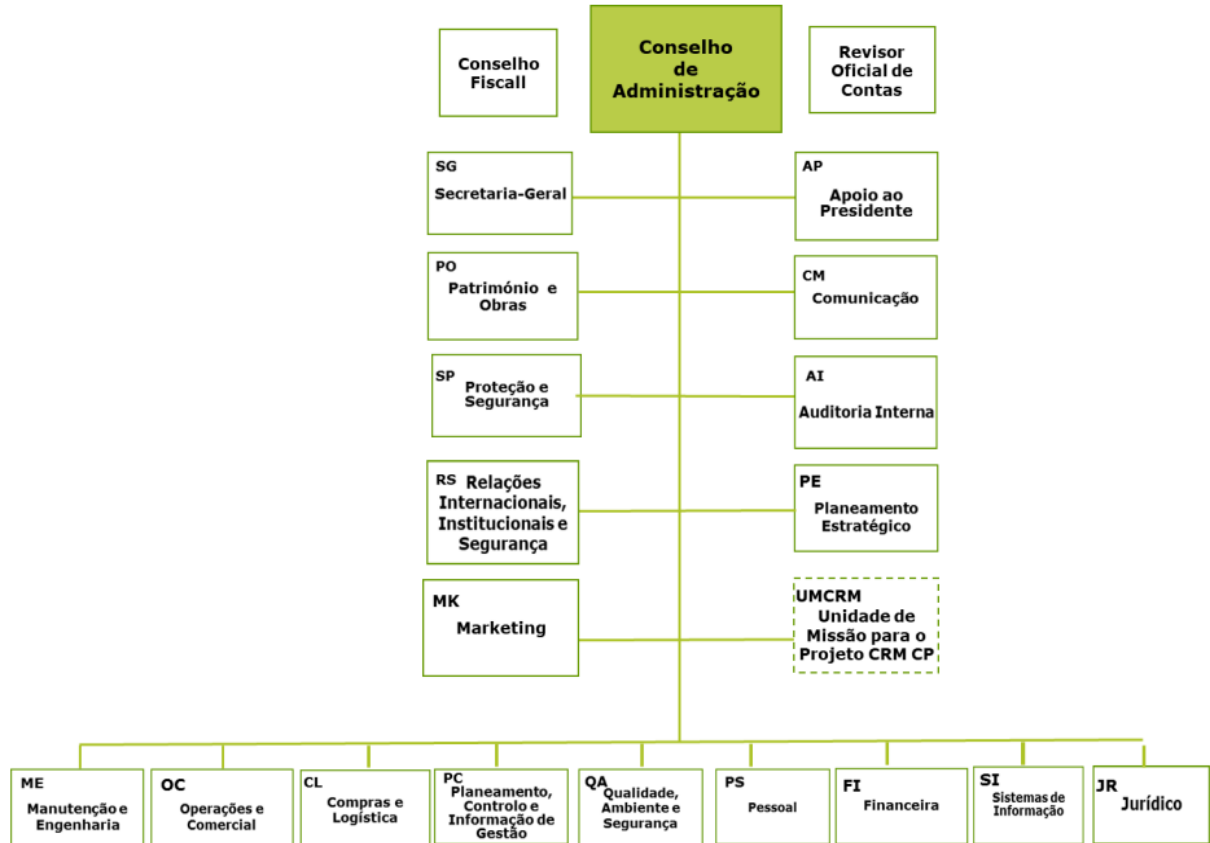 Conselho
Fiscall
Conselho
de
Administração
Revisor
Oficial de
Contas
SG
Secretaria-Geral
AP
Apoio ao
Presidente
PO
Património e
Obras
CM
Comunicação
SP
Proteção e
Segurança
AI
Auditoria Interna
RS Relações
Internacionais,
Institucionais e
Segurança
PE
Planeamento
Estratégico
MK
Marketing
UMCRM
Unidade de
Missão para o
Projeto CRM CP
ME
Manutenção e
Engenharia
OC
Operações e
Comercial
CL
Compras e
Logística
PC
Planeamento,
Controlo e
Informação de
Gestão
QA
Qualidade,
Ambiente e
Segurança
PS
Pessoal
FI
Financeira
SI
Sistemas de
Informação
JR
Jurídico